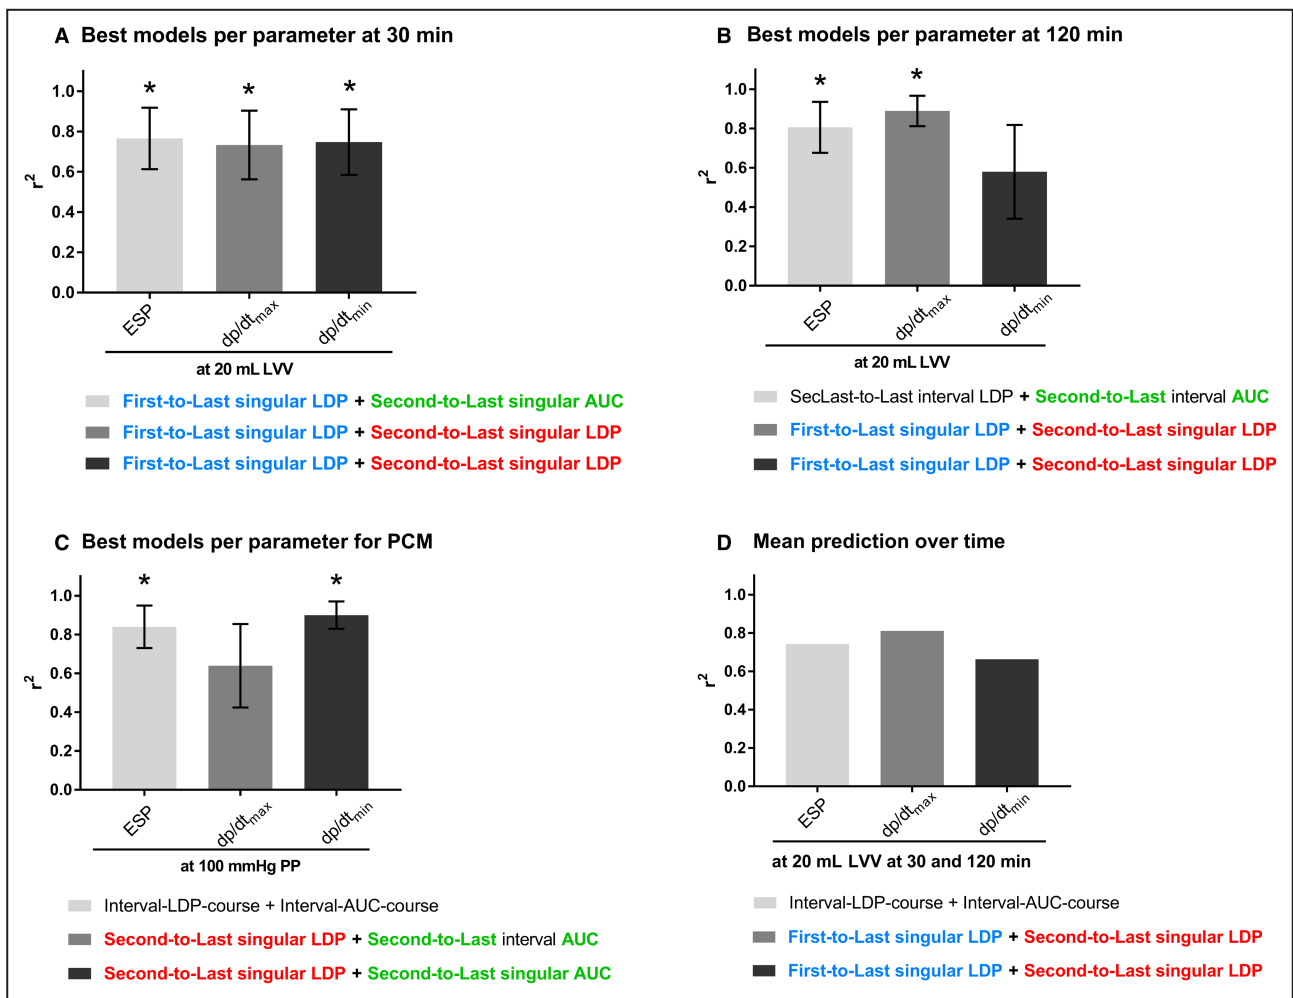 A Best models per parameter at 30 min
*
*
*
1.0
0.8
0.6
0.4
0.2
0.0
r²
ESP
dp/dtmax
dp/dtmin
at 20 mL LVV
First-to-Last singular LDP + Second-to-Last singular AUC
First-to-Last singular LDP + Second-to-Last singular LDP
First-to-Last singular LDP + Second-to-Last singular LDP
B Best models per parameter at 120 min
*
*
1.0
0.8
0.6
0.4
0.2
0.0
r²
ESP
dp/dtmax
dp/dtmin
at 20 mL LVV
SecLast-to-Last interval LDP + Second-to-Last interval AUC
First-to-Last singular LDP + Second-to-Last singular LDP
First-to-Last singular LDP + Second-to-Last singular LDP
C Best models per parameter for PCM
*
*
1.0
0.8
0.6
0.4
0.2
0.0
r²
ESP
dp/dtmax
dp/dtmin
at 100 mmHg PP
Interval-LDP-course + Interval-AUC-course
Second-to-Last singular LDP + Second-to-Last interval AUC
Second-to-Last singular LDP + Second-to-Last singular AUC
D Mean prediction over time
1.0
0.8
0.6
0.4
0.2
0.0
r²
ESP
dp/dtmax
dp/dtmin
at 20 mL LVV at 30 and 120 min
Interval-LDP-course + Interval-AUC-course
First-to-Last singular LDP + Second-to-Last singular LDP
First-to-Last singular LDP + Second-to-Last singular LDP